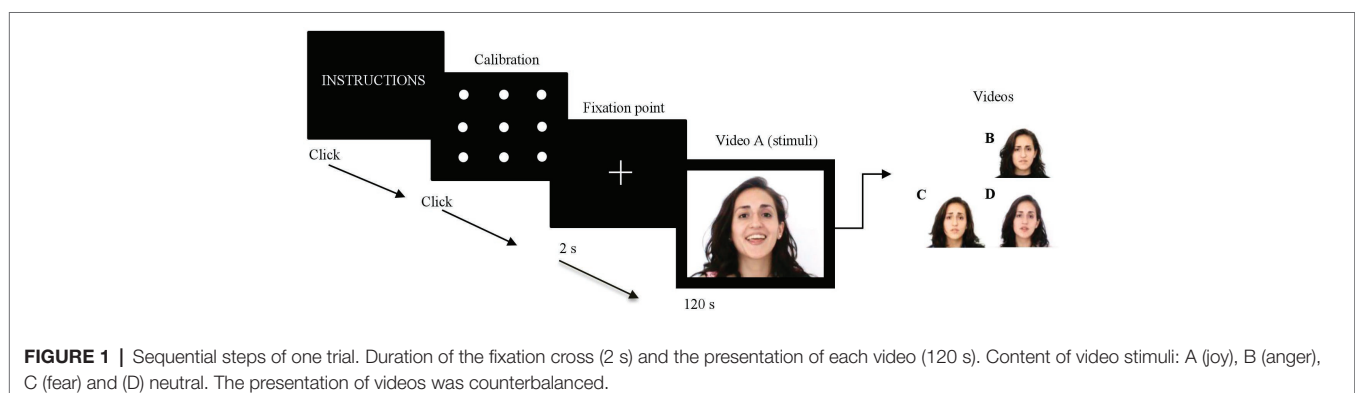 INSTRUCTIONS
Click
Calibration
Click
Fixation point
2 s
Video A (stimuli)
120 s
Videos
B
C
D
FIGURE 1 | Sequential steps of one trial. Duration of the fixation cross (2 s) and the presentation of each video (120 s). Content of video stimuli: A (joy), B (anger),
C (fear) and (D) neutral. The presentation of videos was counterbalanced.